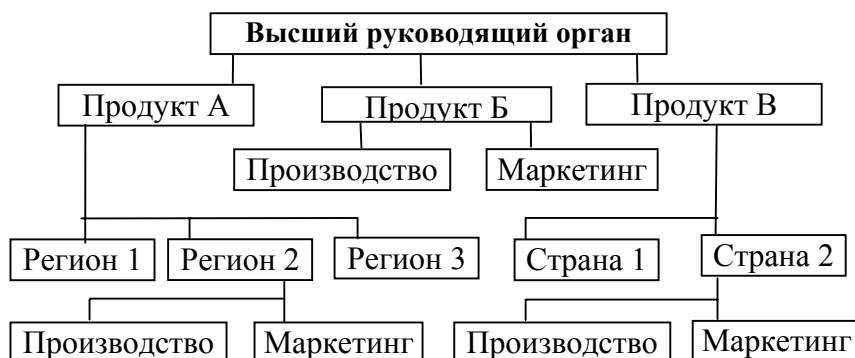 Высший руководящий орган
Продукт А
Продукт Б
Продукт В
Производство
Маркетинг
Регион 1
Регион 2
Регион 3
Страна 1
Страна 2
Производство
Маркетинг
Производство
Маркетинг